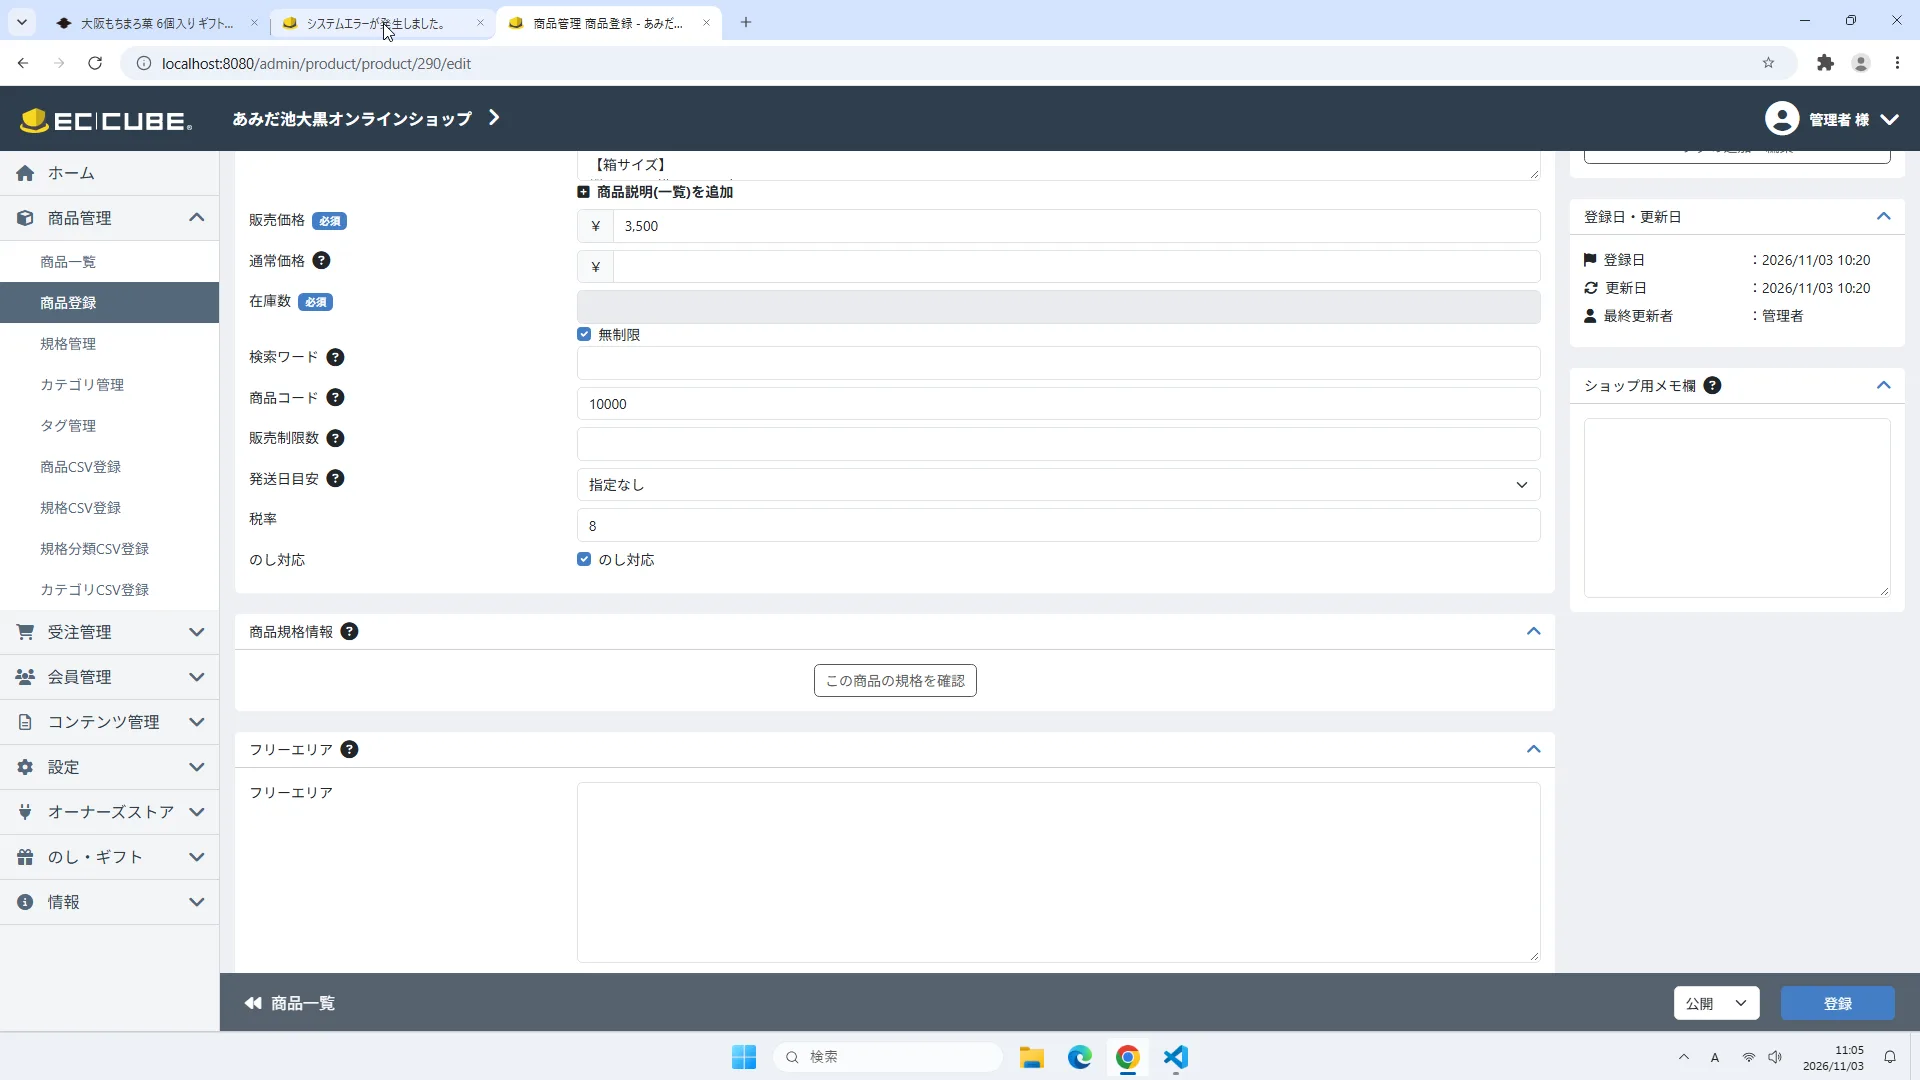 大阪もちまろ菓 6個入り ギフト...
システムエラーが発生しました。
商品管理 商品登録 - あみだ...
localhost:8080/admin/product/product/290/edit
EC CUBE
あみだ池大黒オンラインショップ
管理者 様
ホーム
商品管理
商品一覧
商品登録
規格管理
カテゴリ管理
タグ管理
商品CSV登録
規格CSV登録
規格分類CSV登録
カテゴリCSV登録
受注管理
会員管理
コンテンツ管理
設定
オーナーズストア
のし・ギフト
情報
【箱サイズ】
商品説明(一覧)を追加
販売価格 必須
¥ 3,500
通常価格
¥
在庫数 必須
無制限
検索ワード
商品コード
10000
販売制限数
発送日目安
指定なし
税率
8
のし対応
のし対応
商品規格情報
この商品の規格を確認
フリーエリア
フリーエリア
登録日・更新日
登録日 : 2026/11/03 10:20
更新日 : 2026/11/03 10:20
最終更新者 : 管理者
ショップ用メモ欄
商品一覧
公開
登録
検索
A
11:05
2026/11/03